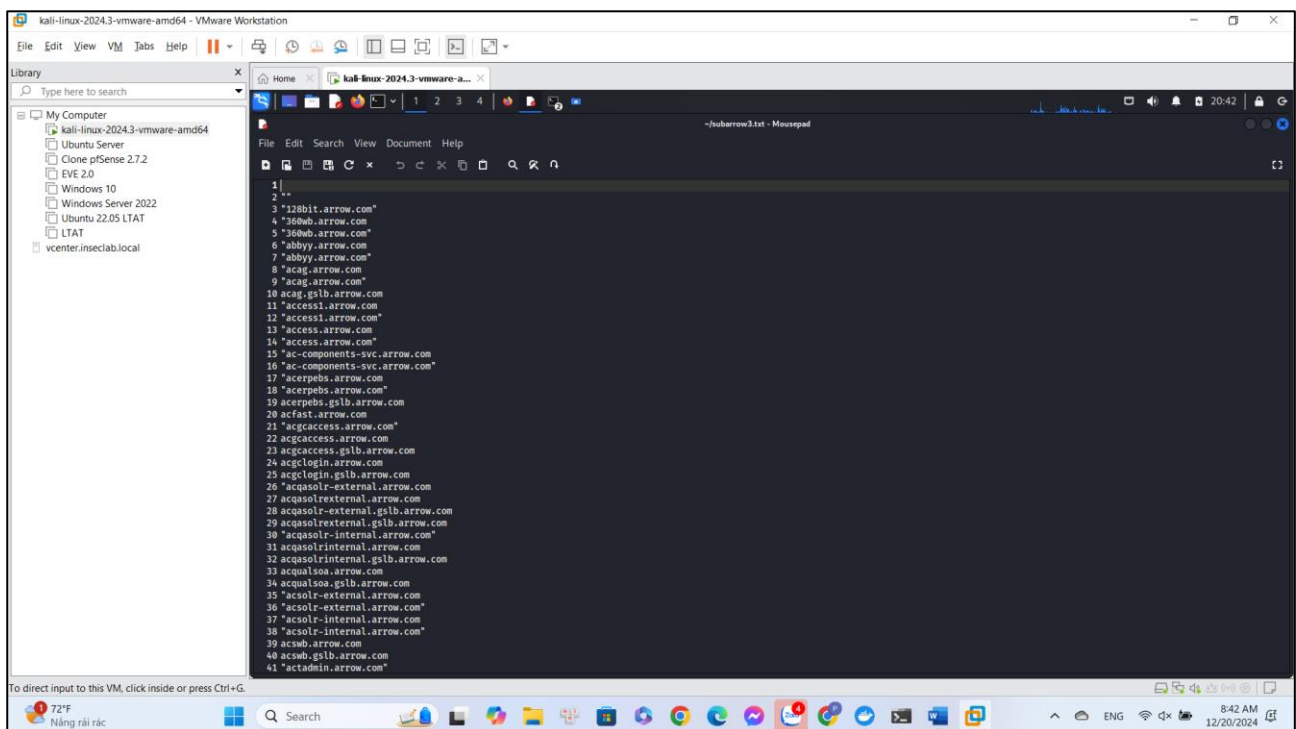 kali-linux-2024.3-vmware-amd64 - VMware Workstation
File Edit View VM Tabs Help
Library X
Home kali-linux-2024.3-vmware-a...
Type here to search
1 2 3 4 20:42
My Computer
kali-linux-2024.3-vmware-amd64
Ubuntu Server
Clone pfSense 2.7.2
EVE 2.0
Windows 10
Windows Server 2022
Ubuntu 22.05 LTAT
LTAT
vcenter.inseclab.local
~/subarrow3.txt - Mousepad
File Edit Search View Document Help
1
2 ""
3 "128bit.arrow.com"
4 "360wb.arrow.com
5 "360wb.arrow.com"
6 "abbyy.arrow.com
7 "abbyy.arrow.com"
8 "acag.arrow.com
9 "acag.arrow.com"
10 acag.gslb.arrow.com
11 "access1.arrow.com
12 "access1.arrow.com"
13 "access.arrow.com
14 "access.arrow.com"
15 "ac-components-svc.arrow.com
16 "ac-components-svc.arrow.com"
17 "acerpebs.arrow.com
18 "acerpebs.arrow.com"
19 acerpebs.gslb.arrow.com
20 acfast.arrow.com
21 "acgcaccess.arrow.com"
22 acgcaccess.arrow.com
23 acgcaccess.gslb.arrow.com
24 acgclogin.arrow.com
25 acgclogin.gslb.arrow.com
26 "acqasolr-external.arrow.com
27 acqasolrexternal.arrow.com
28 acqasolr-external.gslb.arrow.com
29 acqasolrexternal.gslb.arrow.com
30 "acqasolr-internal.arrow.com"
31 acqasolrinternal.arrow.com
32 acqasolrinternal.gslb.arrow.com
33 acqualsoa.arrow.com
34 acqualsoa.gslb.arrow.com
35 "acsolr-external.arrow.com
36 "acsolr-external.arrow.com"
37 "acsolr-internal.arrow.com
38 "acsolr-internal.arrow.com"
39 acswb.arrow.com
40 acswb.gslb.arrow.com
41 "actadmin.arrow.com"
To direct input to this VM, click inside or press Ctrl+G.
1 72°F
Nắng rải rác
Search
Zalo 4
ENG
8:42 AM
12/20/2024